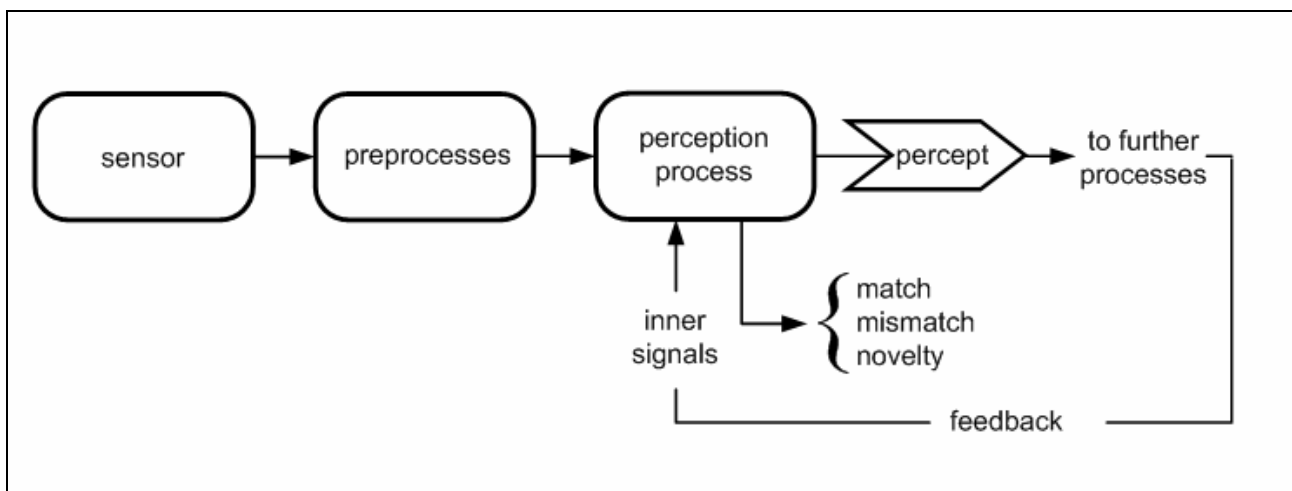 sensor
preprocesses
perception
process
percept
to further
processes
inner
signals
match
mismatch
novelty
feedback